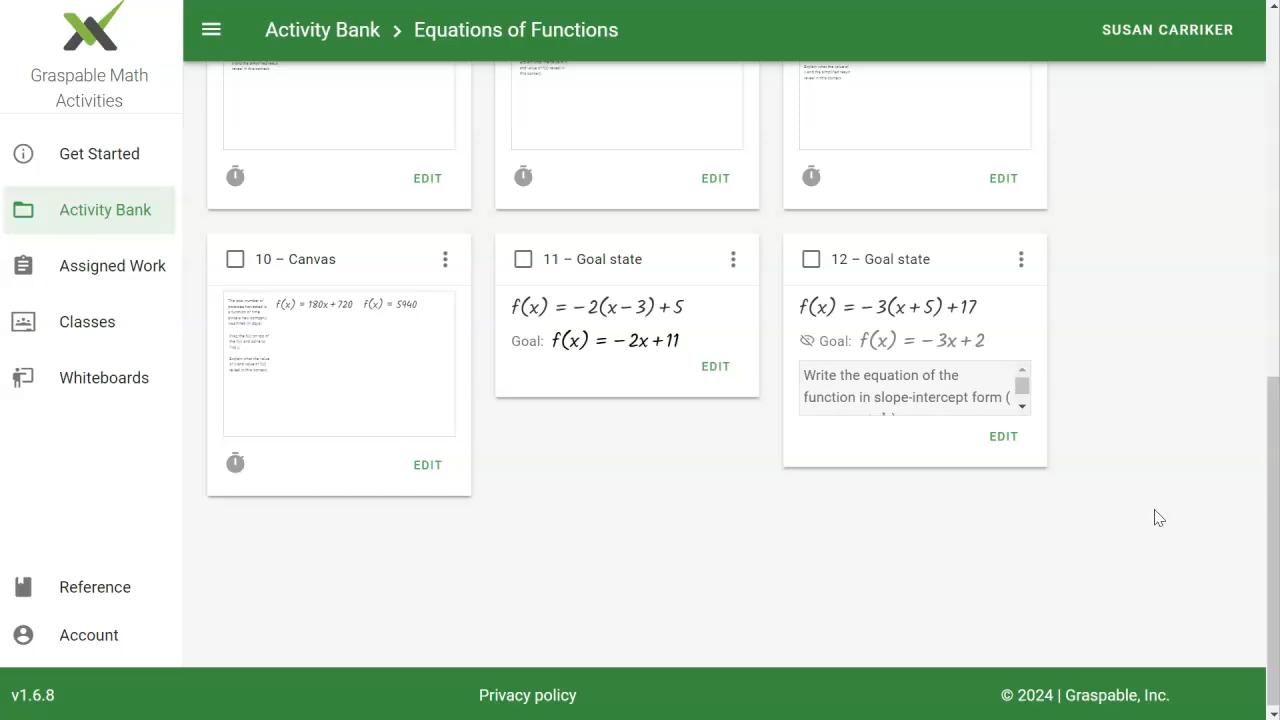 Graspable Math
Activities
Get Started
Activity Bank
Assigned Work
Classes
Whiteboards
Reference
Account
v1.6.8
Activity Bank > Equations of Functions
SUSAN CARRIKER
EDIT
EDIT
EDIT
10 – Canvas
f(x) = 180x+720 f(x) = 5940
EDIT
11 – Goal state
f(x) = −2(x−3)+5
Goal: f(x) = −2x+11
EDIT
12 – Goal state
f(x) = −3(x+5)+17
Goal: f(x) = −3x+2
Write the equation of the
function in slope-intercept form (
EDIT
Privacy policy
© 2024 | Graspable, Inc.